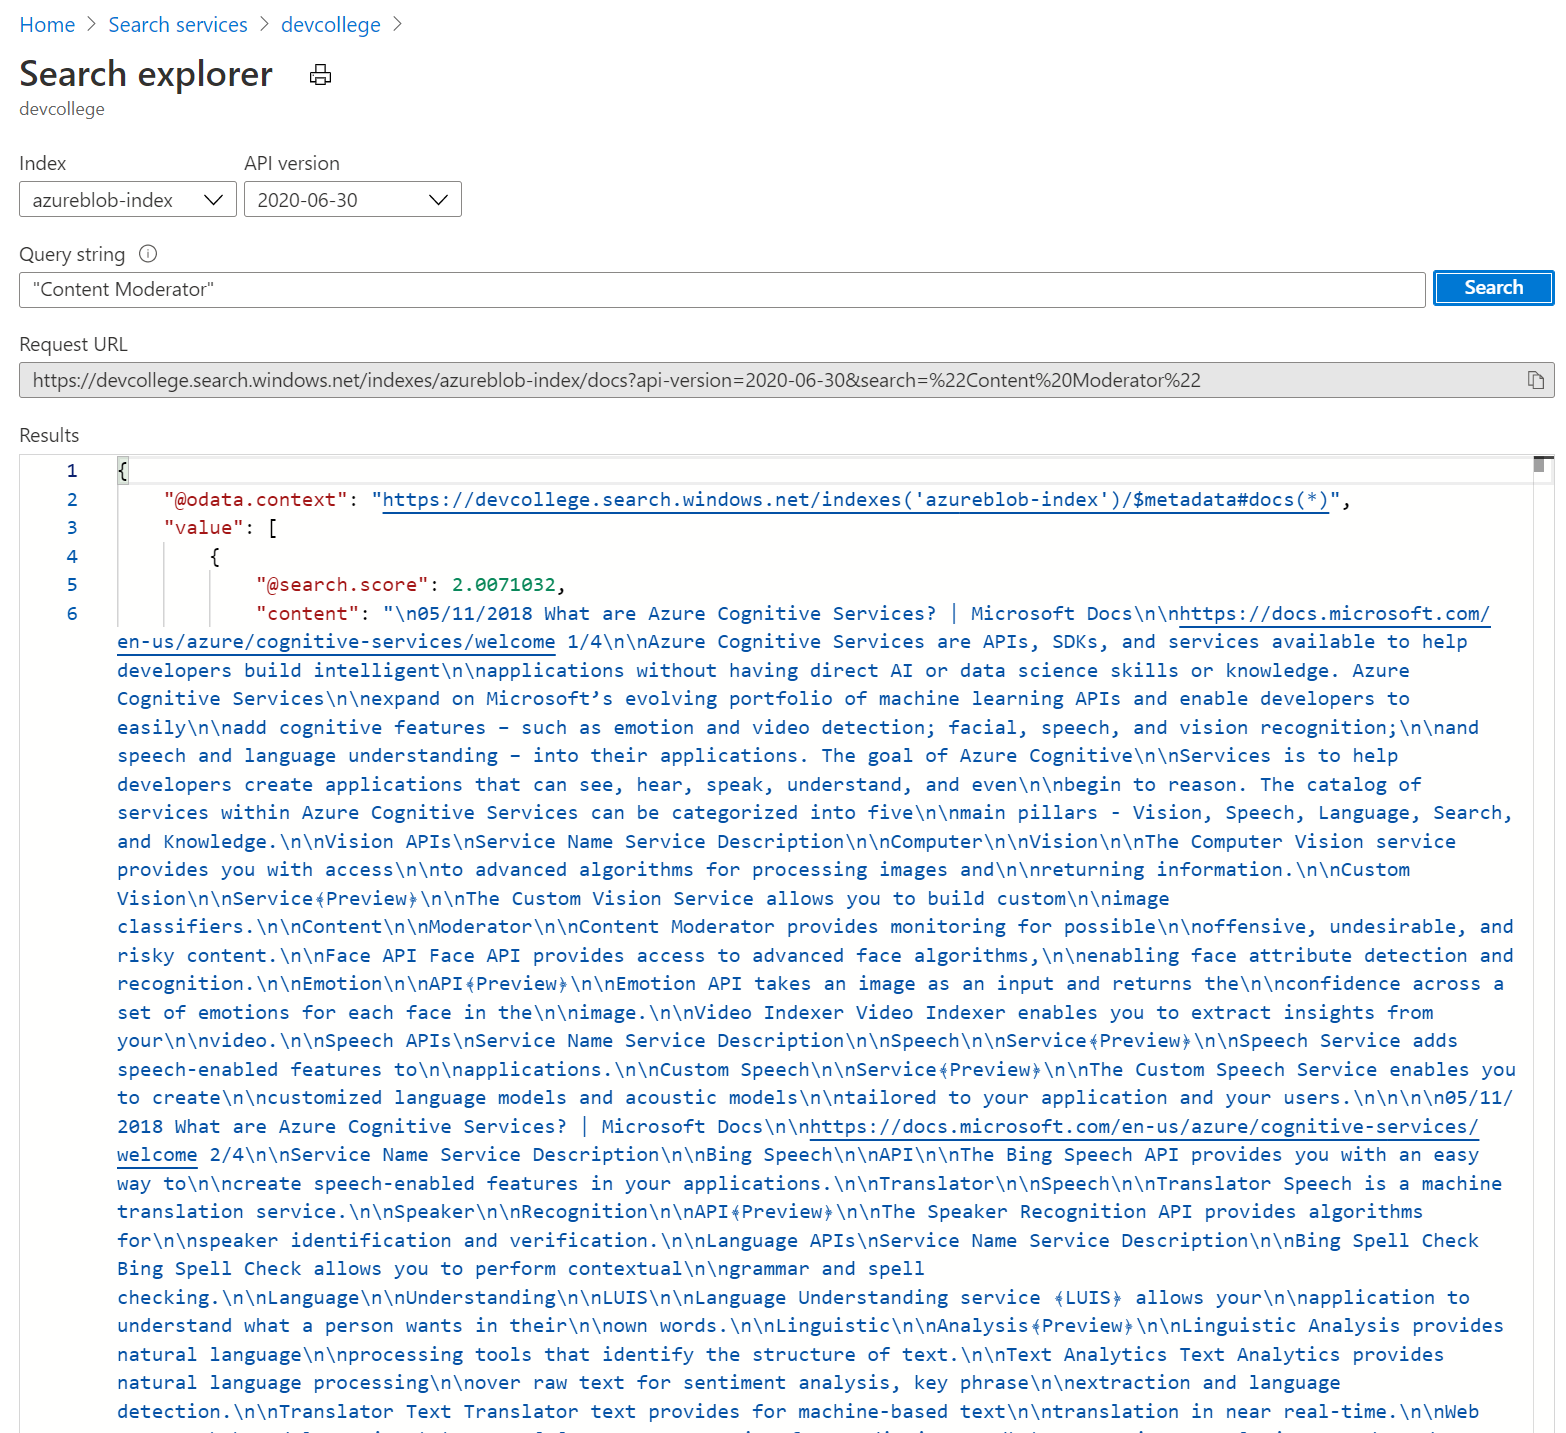 Home > Search services > devcollege >
Search explorer
devcollege
Index API version
azureblob-index 2020-06-30
Query string
"Content Moderator" Search
Request URL
https://devcollege.search.windows.net/indexes/azureblob-index/docs?api-version=2020-06-30&search=%22Content%20Moderator%22
Results
1 {
2 "@odata.context": "https://devcollege.search.windows.net/indexes('azureblob-index')/$metadata#docs(*)",
3 "value": [
4 {
5 "@search.score": 2.0071032,
6 "content": "\n05/11/2018 What are Azure Cognitive Services? | Microsoft Docs\n\nhttps://docs.microsoft.com/
en-us/azure/cognitive-services/welcome 1/4\n\nAzure Cognitive Services are APIs, SDKs, and services available to help
developers build intelligent\n\napplications without having direct AI or data science skills or knowledge. Azure
Cognitive Services\n\nexpand on Microsoft’s evolving portfolio of machine learning APIs and enable developers to
easily\n\nadd cognitive features – such as emotion and video detection; facial, speech, and vision recognition;\n\nand
speech and language understanding – into their applications. The goal of Azure Cognitive\n\nServices is to help
developers create applications that can see, hear, speak, understand, and even\n\nbegin to reason. The catalog of
services within Azure Cognitive Services can be categorized into five\n\nmain pillars - Vision, Speech, Language, Search,
and Knowledge.\n\nVision APIs\nService Name Service Description\n\nComputer\n\nVision\n\nThe Computer Vision service
provides you with access\n\nto advanced algorithms for processing images and\n\nreturning information.\n\nCustom
Vision\n\nService⦕Preview⦖\n\nThe Custom Vision Service allows you to build custom\n\nimage
classifiers.\n\nContent\n\nModerator\n\nContent Moderator provides monitoring for possible\n\noffensive, undesirable, and
risky content.\n\nFace API Face API provides access to advanced face algorithms,\n\nenabling face attribute detection and
recognition.\n\nEmotion\n\nAPI⦕Preview⦖\n\nEmotion API takes an image as an input and returns the\n\nconfidence across a
set of emotions for each face in the\n\nimage.\n\nVideo Indexer Video Indexer enables you to extract insights from
your\n\nvideo.\n\nSpeech APIs\nService Name Service Description\n\nSpeech\n\nService⦕Preview⦖\n\nSpeech Service adds
speech-enabled features to\n\napplications.\n\nCustom Speech\n\nService⦕Preview⦖\n\nThe Custom Speech Service enables you
to create\n\ncustomized language models and acoustic models\n\ntailored to your application and your users.\n\n\n\n05/11/
2018 What are Azure Cognitive Services? | Microsoft Docs\n\nhttps://docs.microsoft.com/en-us/azure/cognitive-services/
welcome 2/4\n\nService Name Service Description\n\nBing Speech\n\nAPI\n\nThe Bing Speech API provides you with an easy
way to\n\ncreate speech-enabled features in your applications.\n\nTranslator\n\nSpeech\n\nTranslator Speech is a machine
translation service.\n\nSpeaker\n\nRecognition\n\nAPI⦕Preview⦖\n\nThe Speaker Recognition API provides algorithms
for\n\nspeaker identification and verification.\n\nLanguage APIs\nService Name Service Description\n\nBing Spell Check
Bing Spell Check allows you to perform contextual\n\ngrammar and spell
checking.\n\nLanguage\n\nUnderstanding\n\nLUIS\n\nLanguage Understanding service ⦕LUIS⦖ allows your\n\napplication to
understand what a person wants in their\n\nown words.\n\nLinguistic\n\nAnalysis⦕Preview⦖\n\nLinguistic Analysis provides
natural language\n\nprocessing tools that identify the structure of text.\n\nText Analytics Text Analytics provides
natural language processing\n\nover raw text for sentiment analysis, key phrase\n\nextraction and language
detection.\n\nTranslator Text Translator text provides for machine-based text\n\ntranslation in near real-time.\n\nWeb